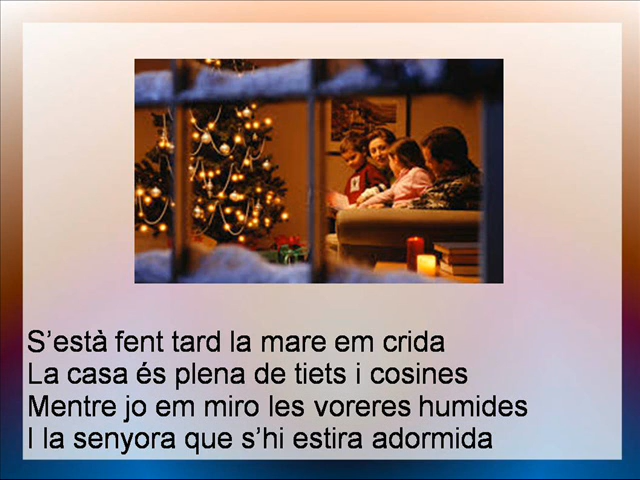 S’està fent tard la mare em crida
La casa és plena de tiets i cosines
Mentre jo em miro les voreres humides
I la senyora que s’hi estira adormida